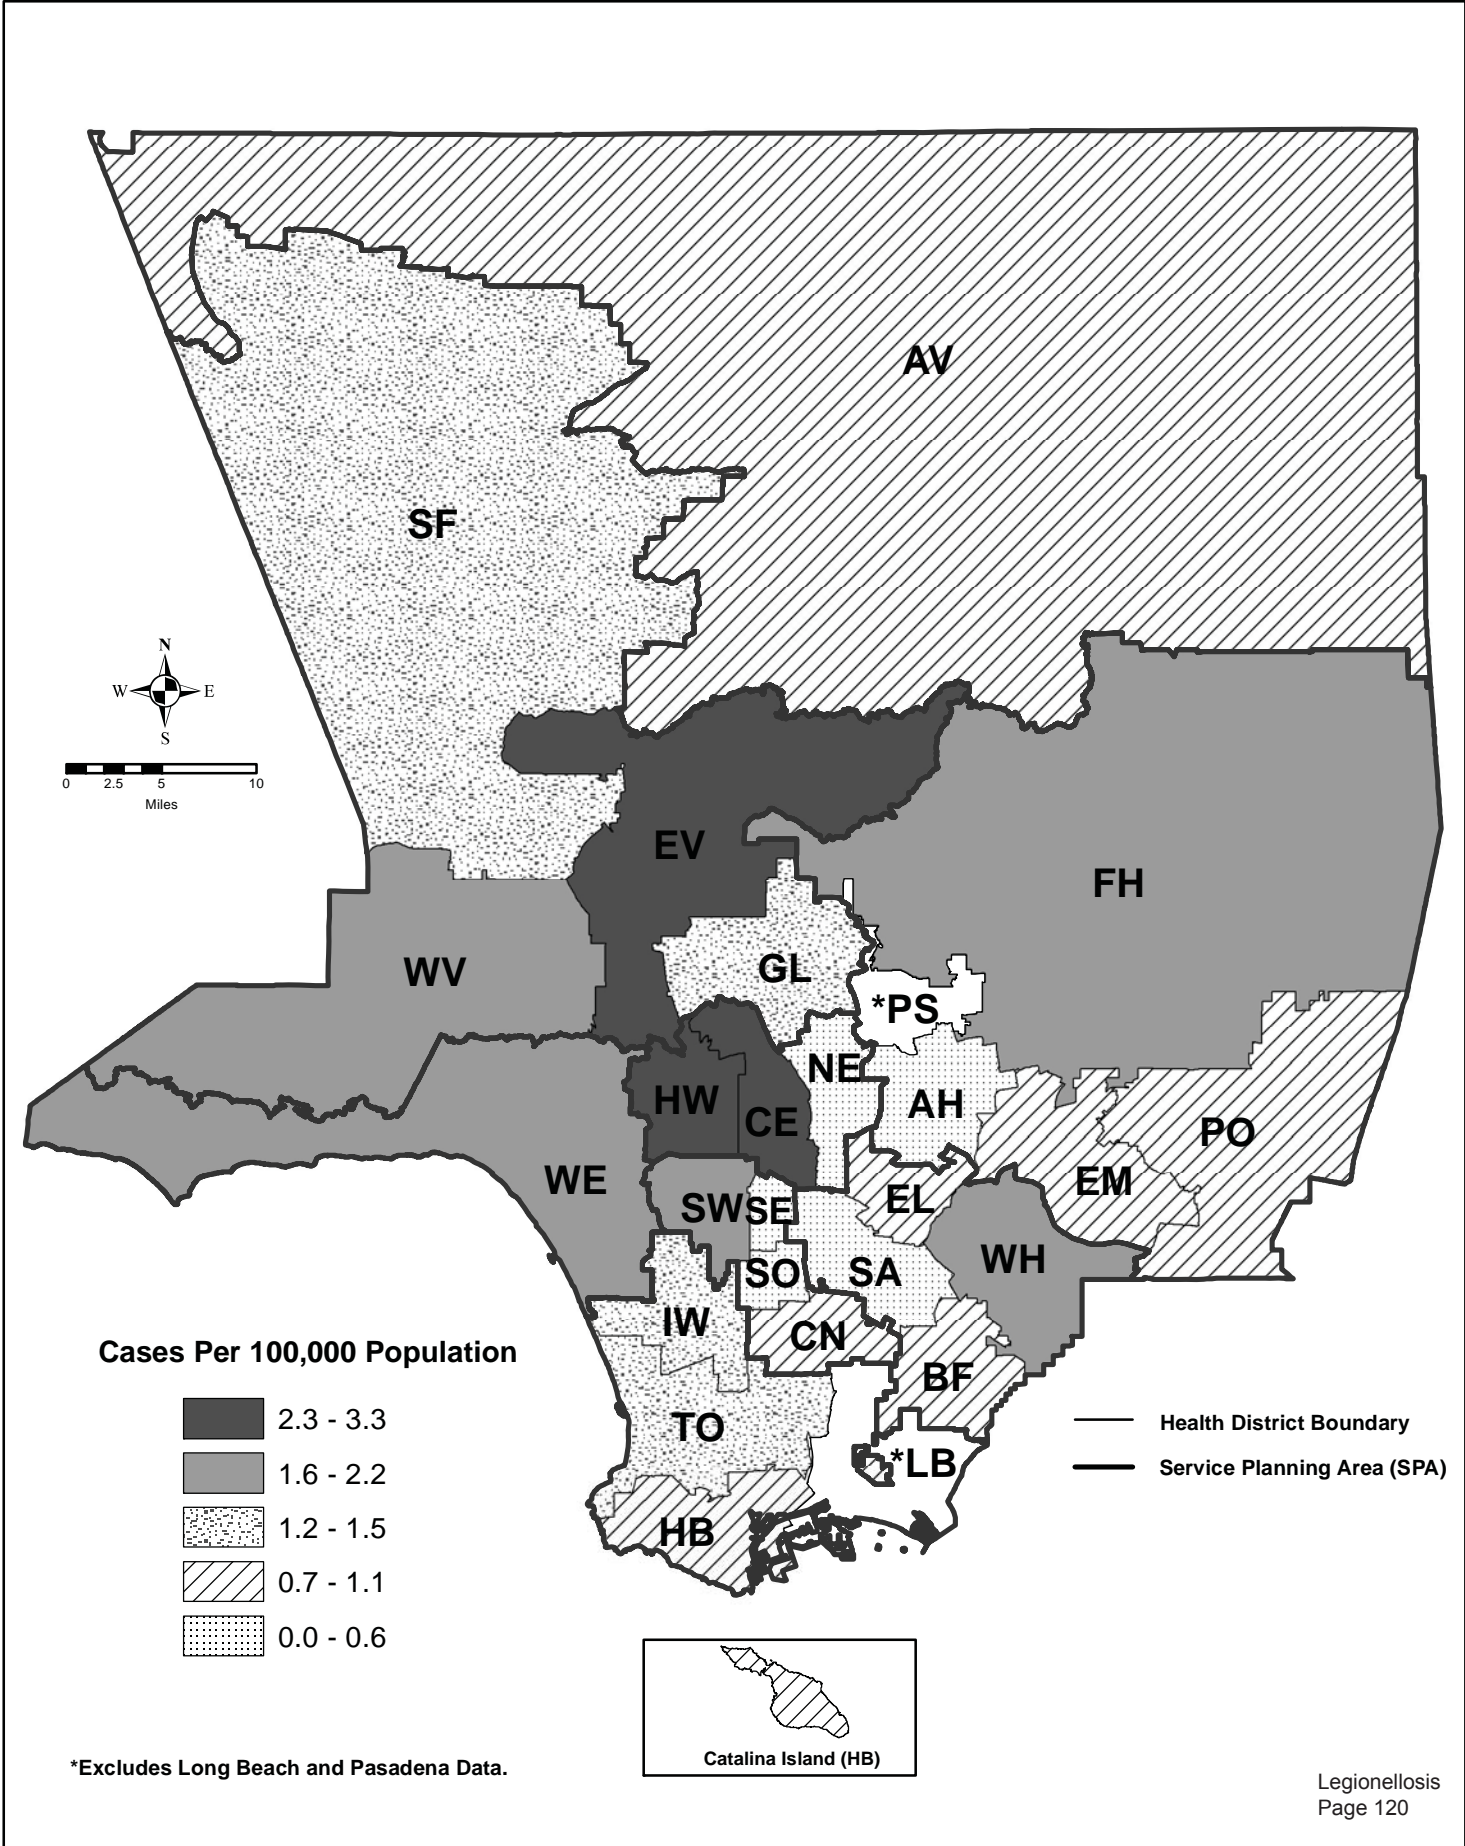 AV
SF
N
W E
S
0 2.5 5 10
Miles
EV
FH
WV
GL
*PS
NE
HW
AH
CE
PO
WE
EM
SW
SE
EL
WH
SO
SA
IW
CN
BF
TO
*LB
HB
Cases Per 100,000 Population
2.3 - 3.3
1.6 - 2.2
1.2 - 1.5
0.7 - 1.1
0.0 - 0.6
Health District Boundary
Service Planning Area (SPA)
Catalina Island (HB)
*Excludes Long Beach and Pasadena Data.
Legionellosis
Page 120